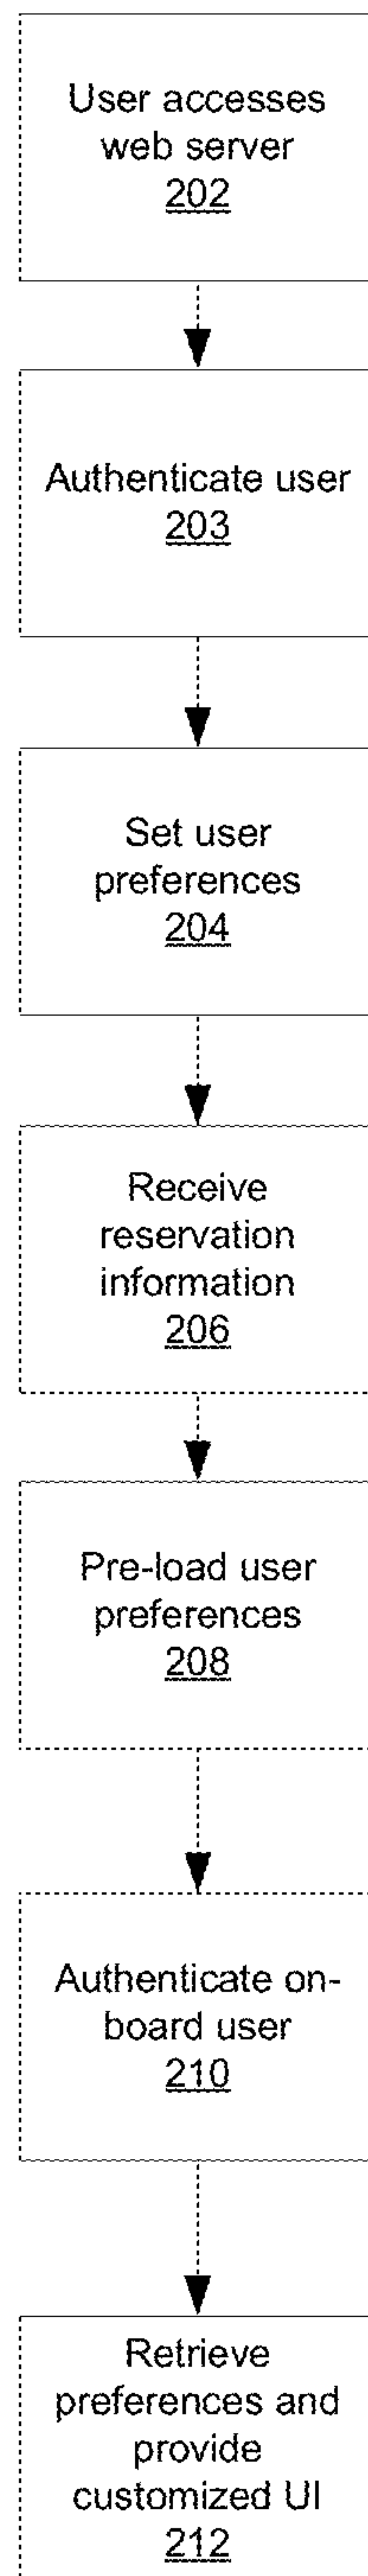 User accesses
web server
202
Authenticate user
203
Set user
preferences
204
Receive
reservation
information
206
Pre-load user
preferences
208
Authenticate on-
board user
210
Retrieve
preferences and
provide
customized UI
212